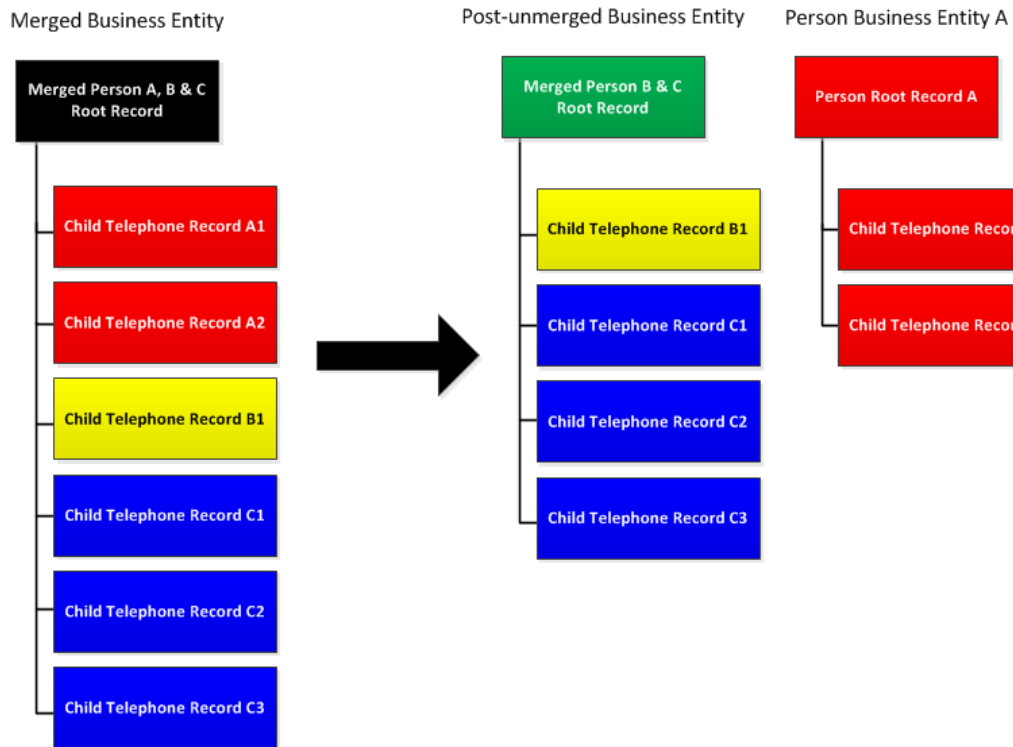 Merged Business Entity
Merged Person A, B & C
Root Record
Child Telephone Record A1
Child Telephone Record A2
Child Telephone Record B1
Child Telephone Record C1
Child Telephone Record C2
Child Telephone Record C3
Post-unmerged Business Entity
Merged Person B & C
Root Record
Child Telephone Record B1
Child Telephone Record C1
Child Telephone Record C2
Child Telephone Record C3
Person Business Entity A
Person Root Record A
Child Telephone
Child Telephone